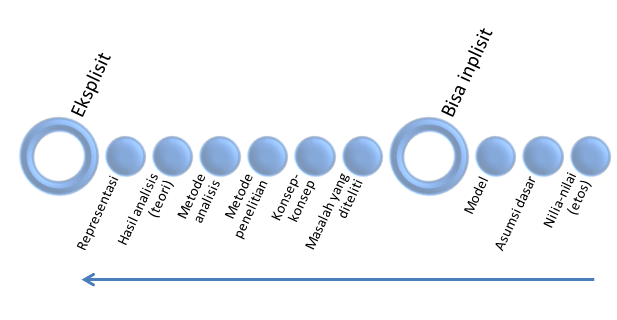 Eksplisit
Representasi
Hasil analisis
(teori)
Metode
analisis
Metode
penelitian
Konsep-
konsep
Masalah yang
diteliti
Bisa inplisit
Model
Asumsi dasar
Nilia-nilai
(etos)